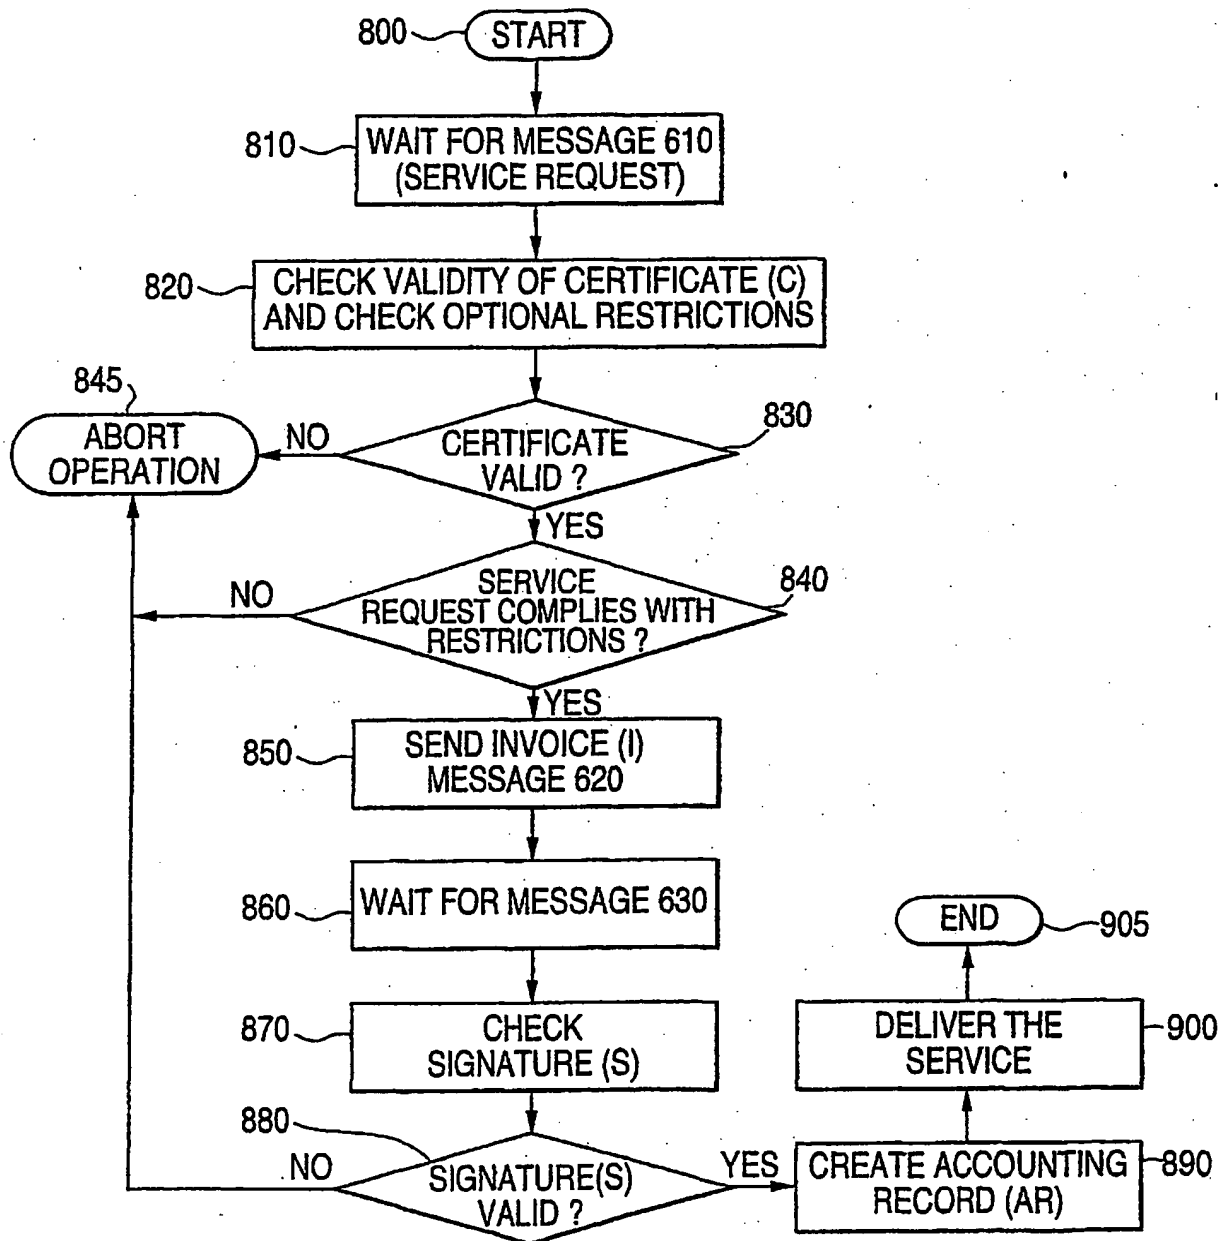 800
START
810
WAIT FOR MESSAGE 610
(SERVICE REQUEST)
820
CHECK VALIDITY OF CERTIFICATE (C)
AND CHECK OPTIONAL RESTRICTIONS
845
ABORT
OPERATION
NO
CERTIFICATE
VALID ?
830
YES
NO
SERVICE
REQUEST COMPLIES WITH
RESTRICTIONS ?
840
YES
850
SEND INVOICE (I)
MESSAGE 620
860
WAIT FOR MESSAGE 630
870
CHECK
SIGNATURE (S)
880
NO
SIGNATURE(S)
VALID ?
YES
CREATE ACCOUNTING
RECORD (AR)
890
DELIVER THE
SERVICE
900
END
905